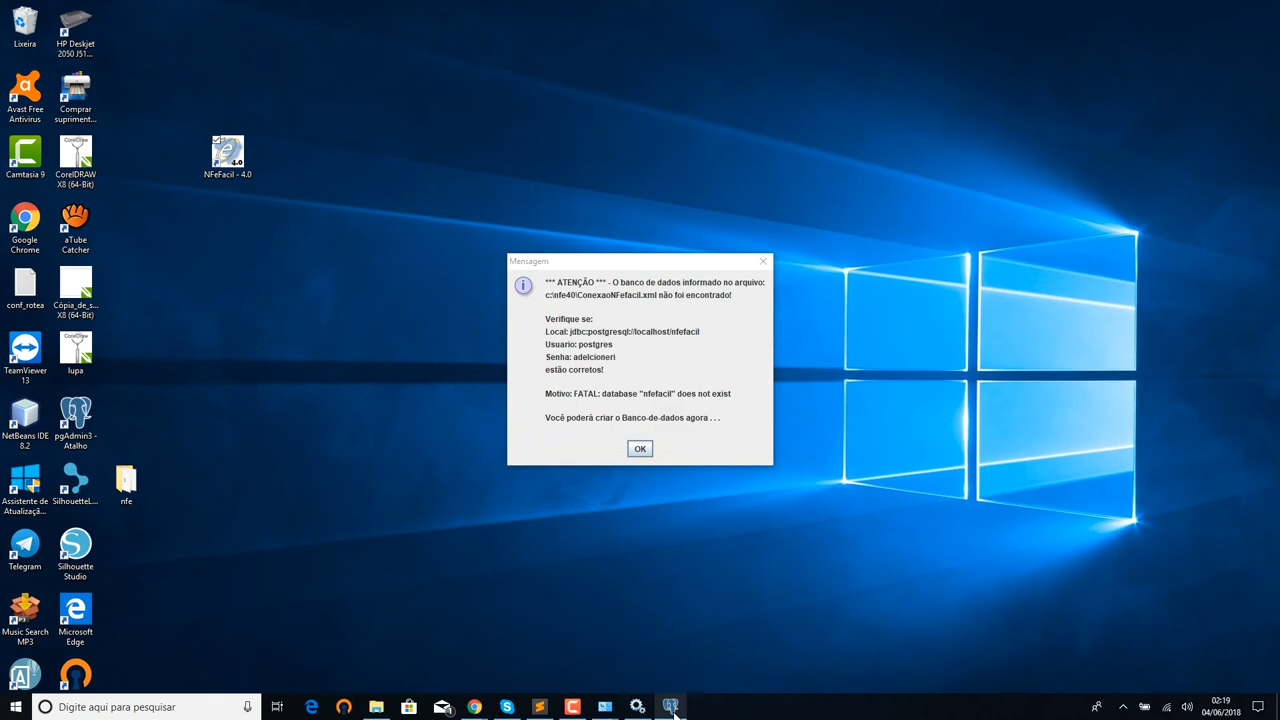 Lixeira
HP Deskjet
2050 J51...
Avast Free
Antivirus
Comprar
supriment...
Camtasia 9
CorelDRAW
X8 (64-Bit)
4.0
NFeFacil - 4.0
Google
Chrome
aTube
Catcher
conf_rotea
Cópia_de_s...
X8 (64-Bit)
TeamViewer
13
lupa
NetBeans IDE
8.2
pgAdmin3 -
Atalho
Assistente de
Atualizaçã...
SilhouetteL...
nfe
Telegram
Silhouette
Studio
Music Search
MP3
Microsoft
Edge
Mensagem
*** ATENÇÃO *** - O banco de dados informado no arquivo:
c:\nfe40\ConexaoNFefacil.xml não foi encontrado!
Verifique se:
Local: jdbc:postgresql://localhost/nfefacil
Usuario: postgres
Senha: adelcioneri
estão corretos!
Motivo: FATAL: database "nfefacil" does not exist
Você poderá criar o Banco-de-dados agora . . .
OK
Digite aqui para pesquisar
02:19
04/06/2018